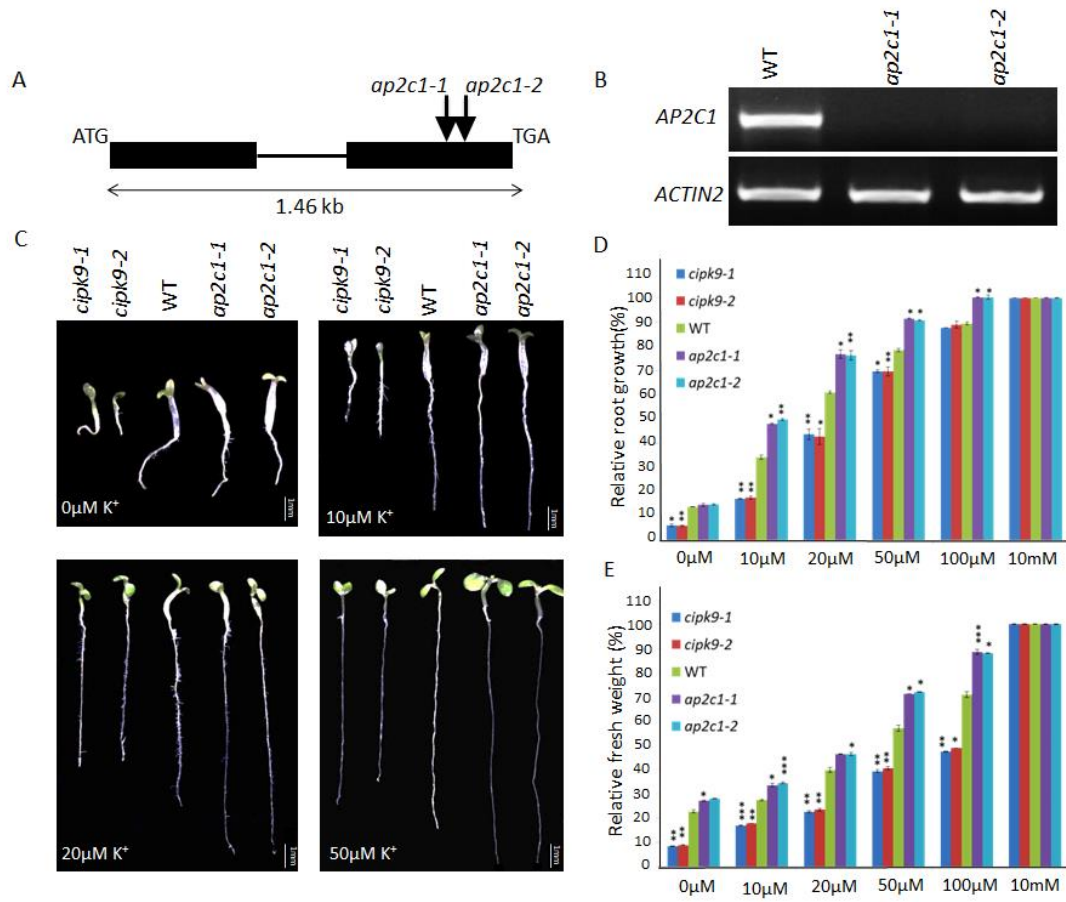 A
ap2c1-1 ap2c1-2
ATG TGA
1.46 kb
B
WT ap2c1-1 ap2c1-2
AP2C1
ACTIN2
C
cipk9-1 cipk9-2 WT ap2c1-1 ap2c1-2
cipk9-1 cipk9-2 WT ap2c1-1 ap2c1-2
0μM K+ 1mm
10μM K+ 1mm
20μM K+ 1mm
50μM K+ 1mm
D
Relative root growth(%)
110
100
90
80
70
60
50
40
30
20
10
0
cipk9-1
cipk9-2
WT
ap2c1-1
ap2c1-2
* ** ** ** * ** ** * * ** * ** * * * *
0μM 10μM 20μM 50μM 100μM 10mM
E
Relative fresh weight (%)
110
100
90
80
70
60
50
40
30
20
10
0
cipk9-1
cipk9-2
WT
ap2c1-1
ap2c1-2
** ** * *** ** * *** ** ** * ** ** * * ** * *** *
0μM 10μM 20μM 50μM 100μM 10mM